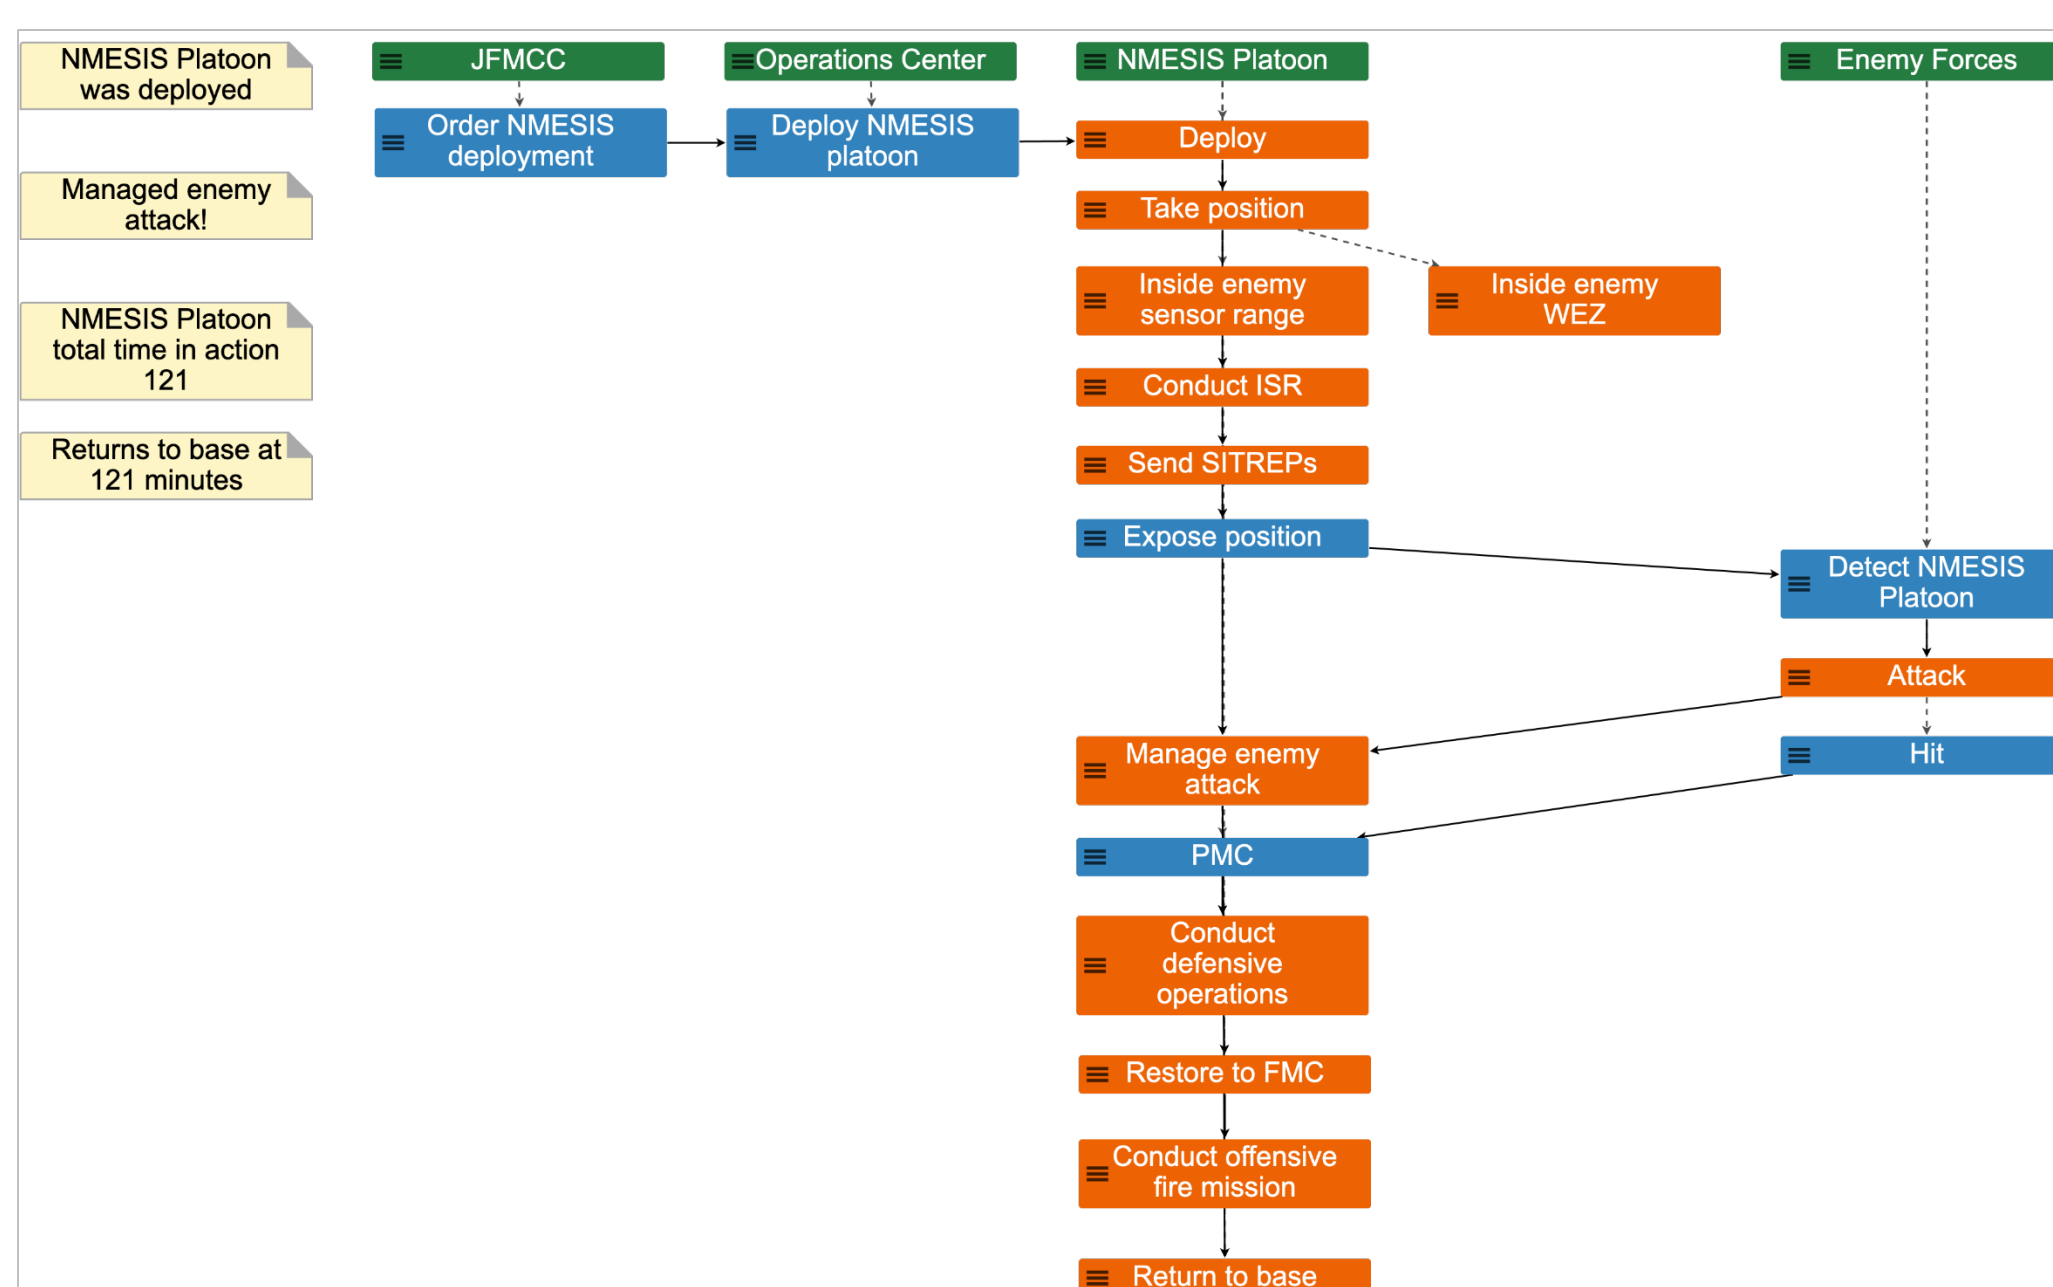 NMESIS Platoon
was deployed
Managed enemy
attack!
NMESIS Platoon
total time in action
121
Returns to base at
121 minutes
JFMCC
Operations Center
NMESIS Platoon
Enemy Forces
Order NMESIS
deployment
Deploy NMESIS
platoon
Deploy
Take position
Inside enemy
sensor range
Inside enemy
WEZ
Conduct ISR
Send SITREPs
Expose position
Detect NMESIS
Platoon
Attack
Manage enemy
attack
Hit
PMC
Conduct
defensive
operations
Restore to FMC
Conduct offensive
fire mission
Return to base